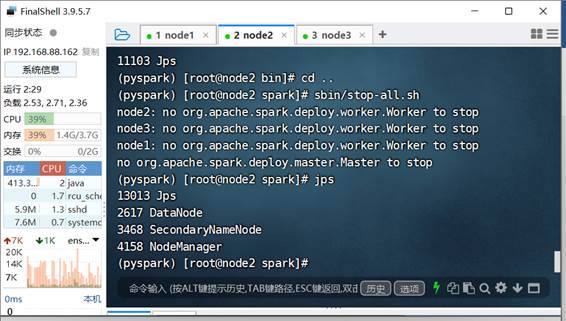 FinalShell 3.9.5.7
同步状态
IP 192.168.88.162 复制
系统信息
运行 2:29
负载 2.53, 2.71, 2.36
CPU 39%
内存 39% 1.4G/3.7G
交换 0% 0/2G
内存 CPU 命令
413.3... 2 java
0 1.7 rcu_sche
5.9M 1.3 sshd
7.6M 0.7 systemd
7K 1K ens...
20K
14K
7K
0ms 本机
0
1 node1 ×
2 node2 ×
3 node3 ×
+
11103 Jps
(pyspark) [root@node2 bin]# cd ..
(pyspark) [root@node2 spark]# sbin/stop-all.sh
node2: no org.apache.spark.deploy.worker.Worker to stop
node3: no org.apache.spark.deploy.worker.Worker to stop
node1: no org.apache.spark.deploy.worker.Worker to stop
no org.apache.spark.deploy.master.Master to stop
(pyspark) [root@node2 spark]# jps
13013 Jps
2617 DataNode
3468 SecondaryNameNode
4158 NodeManager
(pyspark) [root@node2 spark]#
命令输入 (按ALT键提示历史,TAB键路径,ESC键返回,双击 历史 选项